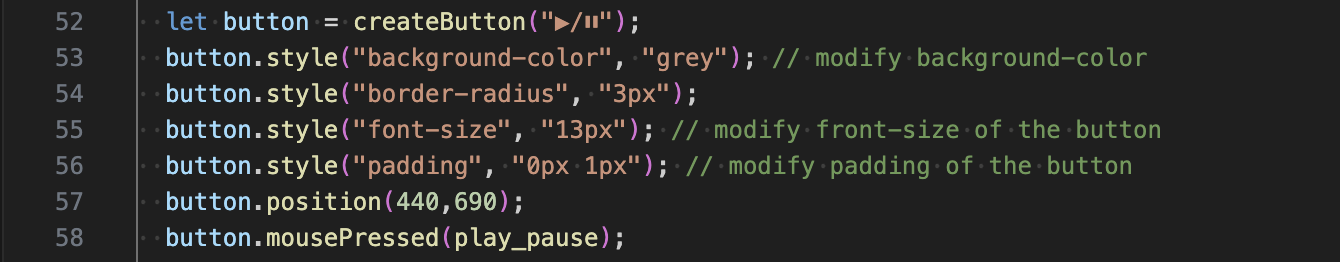 52 let button = createButton("▶/⏸");
53 button.style("background-color", "grey"); // modify background-color
54 button.style("border-radius", "3px");
55 button.style("font-size", "13px"); // modify front-size of the button
56 button.style("padding", "0px 1px"); // modify padding of the button
57 button.position(440,690);
58 button.mousePressed(play_pause);